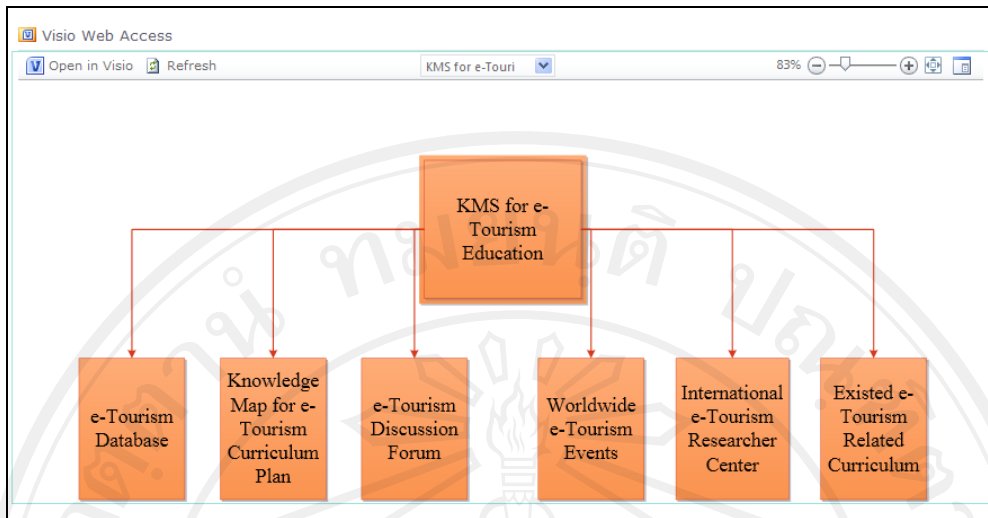 Visio Web Access
Open in Visio Refresh KMS for e-Touri 83%
KMS for e-
Tourism
Education
e-Tourism
Database
Knowledge
Map for e-
Tourism
Curriculum
Plan
e-Tourism
Discussion
Forum
Worldwide
e-Tourism
Events
International
e-Tourism
Researcher
Center
Existed e-
Tourism
Related
Curriculum